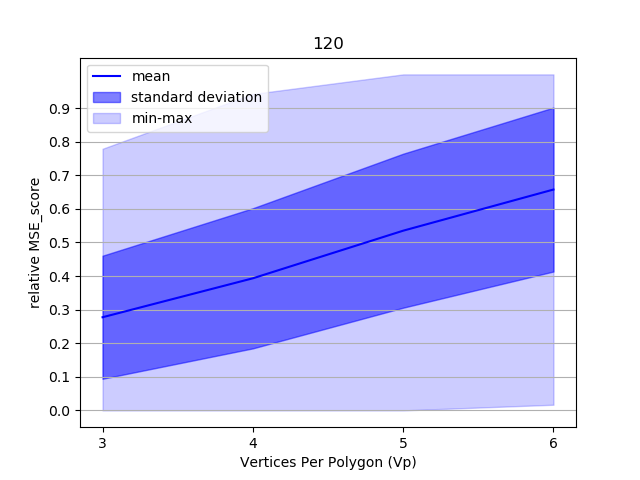 120
mean
standard deviation
min-max
relative MSE_score
0.9
0.8
0.7
0.6
0.5
0.4
0.3
0.2
0.1
0.0
3 4 5 6
Vertices Per Polygon (Vp)